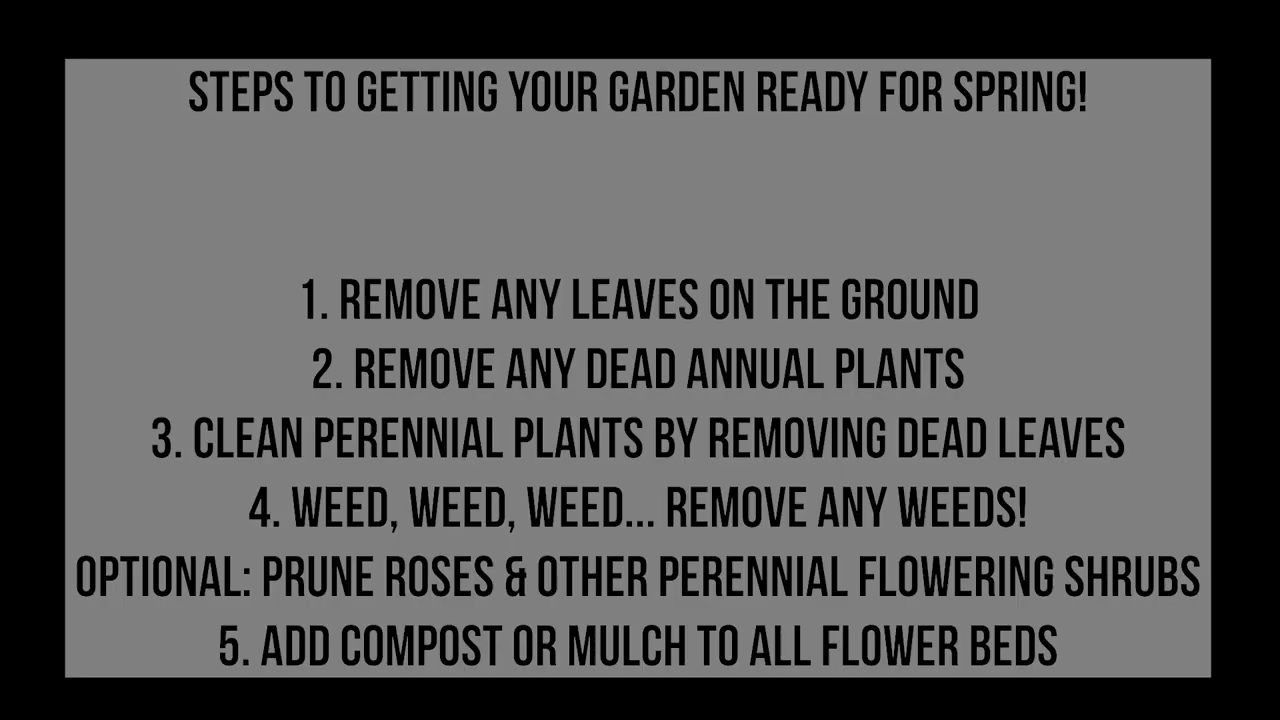 STEPS TO GETTING YOUR GARDEN READY FOR SPRING!
1. REMOVE ANY LEAVES ON THE GROUND
2. REMOVE ANY DEAD ANNUAL PLANTS
3. CLEAN PERENNIAL PLANTS BY REMOVING DEAD LEAVES
4. WEED, WEED, WEED... REMOVE ANY WEEDS!
OPTIONAL: PRUNE ROSES & OTHER PERENNIAL FLOWERING SHRUBS
5. ADD COMPOST OR MULCH TO ALL FLOWER BEDS